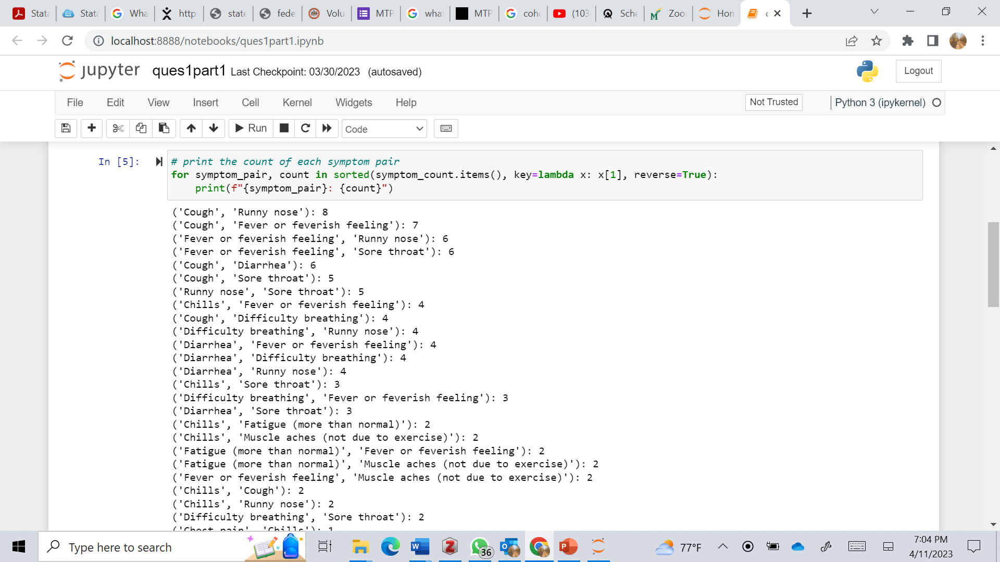 Stata Stata Wha http state fede Volu MTP wha MTP coho (103 Sche Zoo Hon
localhost:8888/notebooks/ques1part1.ipynb
jupyter ques1part1 Last Checkpoint: 03/30/2023 (autosaved) Logout
File Edit View Insert Cell Kernel Widgets Help Not Trusted Python 3 (ipykernel)
Run Code
In [5]: # print the count of each symptom pair
for symptom_pair, count in sorted(symptom_count.items(), key=lambda x: x[1], reverse=True):
    print(f"{symptom_pair}: {count}")
('Cough', 'Runny nose'): 8
('Cough', 'Fever or feverish feeling'): 7
('Fever or feverish feeling', 'Runny nose'): 6
('Fever or feverish feeling', 'Sore throat'): 6
('Cough', 'Diarrhea'): 6
('Cough', 'Sore throat'): 5
('Runny nose', 'Sore throat'): 5
('Chills', 'Fever or feverish feeling'): 4
('Cough', 'Difficulty breathing'): 4
('Difficulty breathing', 'Runny nose'): 4
('Diarrhea', 'Fever or feverish feeling'): 4
('Diarrhea', 'Difficulty breathing'): 4
('Diarrhea', 'Runny nose'): 4
('Chills', 'Sore throat'): 3
('Difficulty breathing', 'Fever or feverish feeling'): 3
('Diarrhea', 'Sore throat'): 3
('Chills', 'Fatigue (more than normal)'): 2
('Chills', 'Muscle aches (not due to exercise)'): 2
('Fatigue (more than normal)', 'Fever or feverish feeling'): 2
('Fatigue (more than normal)', 'Muscle aches (not due to exercise)'): 2
('Fever or feverish feeling', 'Muscle aches (not due to exercise)'): 2
('Chills', 'Cough'): 2
('Chills', 'Runny nose'): 2
('Difficulty breathing', 'Sore throat'): 2
('Chest pain', 'Chills'): 1
Type here to search 36 77°F 7:04 PM
4/11/2023